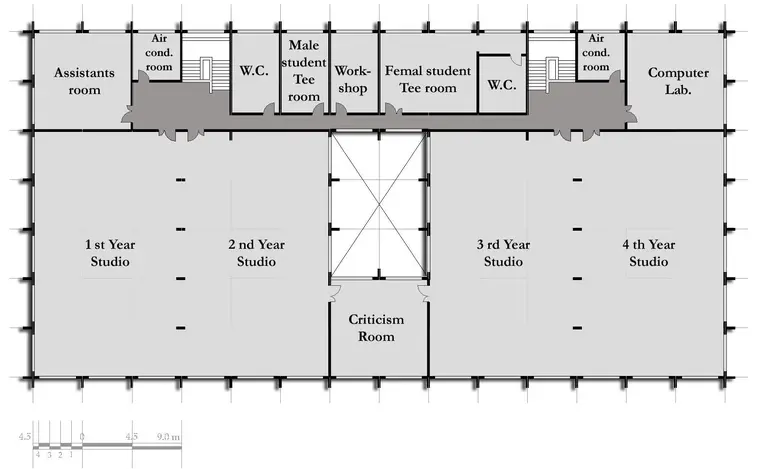 Assistants
room
Air
cond.
room
W.C.
Male
student
Tee
room
Work-
shop
Femal student
Tee room
W.C.
Air
cond.
room
Computer
Lab.
1 st Year
Studio
2 nd Year
Studio
3 rd Year
Studio
4 th Year
Studio
Criticism
Room
4.5 0 4.5 9.0 m
4 3 2 1